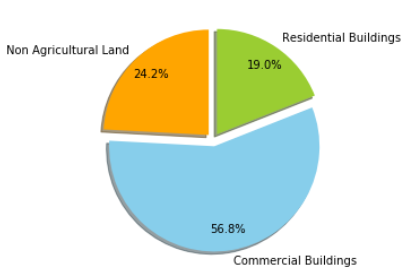 Residential Buildings
Non Agricultural Land
19.0%
24.2%
56.8%
Commercial Buildings